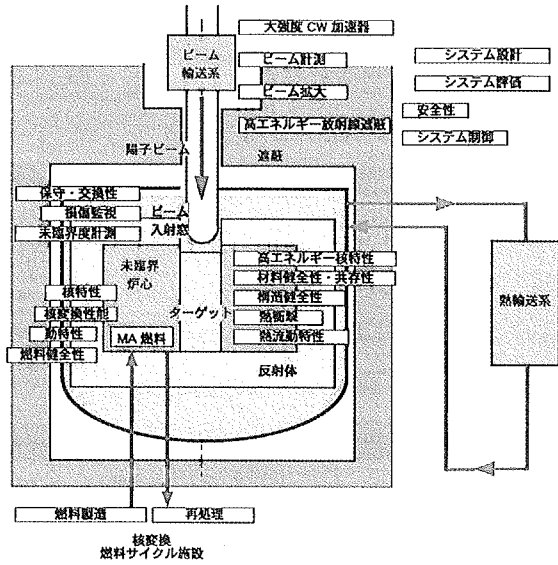 大強度 CW 加速器
ビーム
輸送系
ビーム計測
ビーム拡大
高エネルギー放射線遮蔽
システム設計
システム評価
安全性
システム制御
陽子ビーム
遮蔽
保守・交換性
損傷監視
未臨界度計測
ビーム
入射窓
未臨界
炉心
ターゲット
高エネルギー核特性
材料健全性・共存性
構造健全性
熱衝撃
熱流動特性
核特性
核変換性能
動特性
燃料健全性
MA 燃料
反射体
熱輸送系
燃料製造
再処理
核変換
燃料サイクル施設